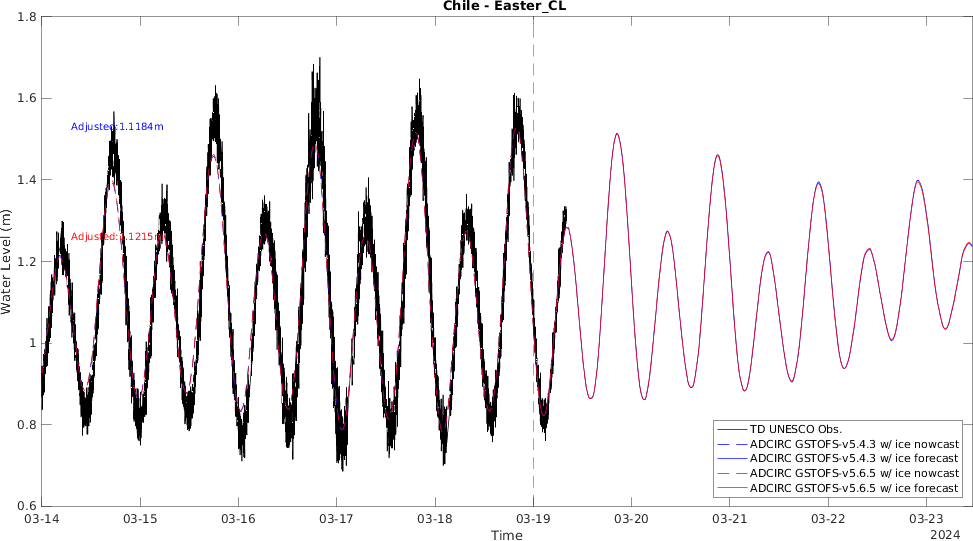 Chile - Easter_CL
1.8
1.6
1.4
1.2
1
0.8
0.6
Water Level (m)
Adjusted:1.1184m
Adjusted:1.1215m
TD UNESCO Obs.
ADCIRC GSTOFS-v5.4.3 w/ ice nowcast
ADCIRC GSTOFS-v5.4.3 w/ ice forecast
ADCIRC GSTOFS-v5.6.5 w/ ice nowcast
ADCIRC GSTOFS-v5.6.5 w/ ice forecast
03-14 03-15 03-16 03-17 03-18 03-19 03-20 03-21 03-22 03-23
Time
2024